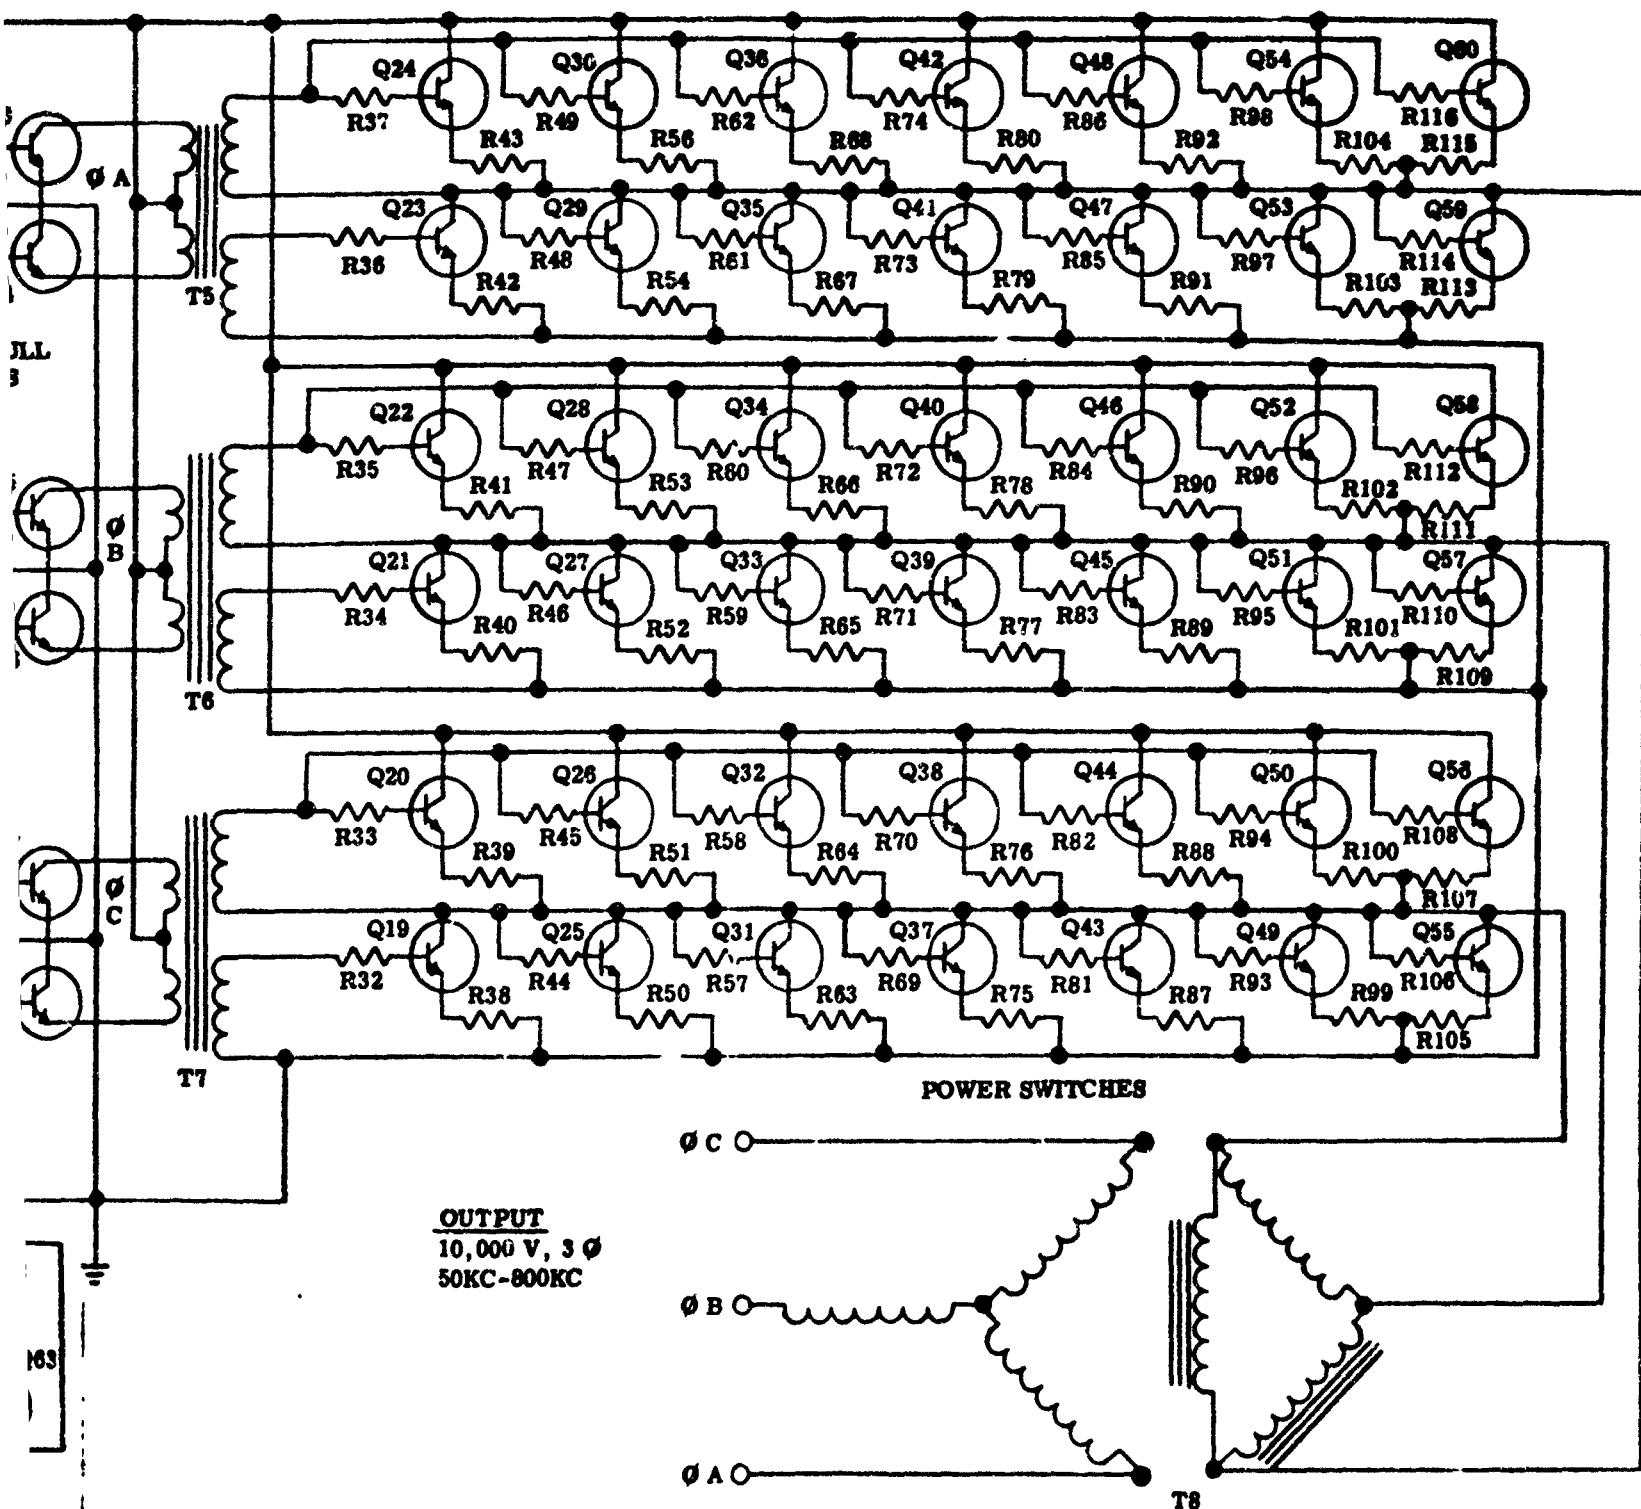 Q24 Q30 Q36 Q42 Q48 Q54 Q60
R37 R49 R62 R74 R86 R98 R116
R43 R56 R68 R80 R92 R104 R115
Ø A
Q23 Q29 Q35 Q41 Q47 Q53 Q59
R36 R48 R61 R73 R85 R97 R114
R42 R54 R67 R79 R91 R103 R113
T5
Q22 Q28 Q34 Q40 Q46 Q52 Q58
R35 R47 R60 R72 R84 R96 R112
R41 R53 R66 R78 R90 R102 R111
Ø
B
Q21 Q27 Q33 Q39 Q45 Q51 Q57
R34 R46 R59 R71 R83 R95 R110
R40 R52 R65 R77 R89 R101 R109
T6
Q20 Q26 Q32 Q38 Q44 Q50 Q56
R33 R45 R58 R70 R82 R94 R108
R39 R51 R64 R76 R88 R100 R107
Ø
C
Q19 Q25 Q31 Q37 Q43 Q49 Q55
R32 R44 R57 R69 R81 R93 R106
R38 R50 R63 R75 R87 R99 R105
T7
POWER SWITCHES
Ø C
OUTPUT
10,000 V, 3 Ø
50KC-800KC
Ø B
63
Ø A
T8